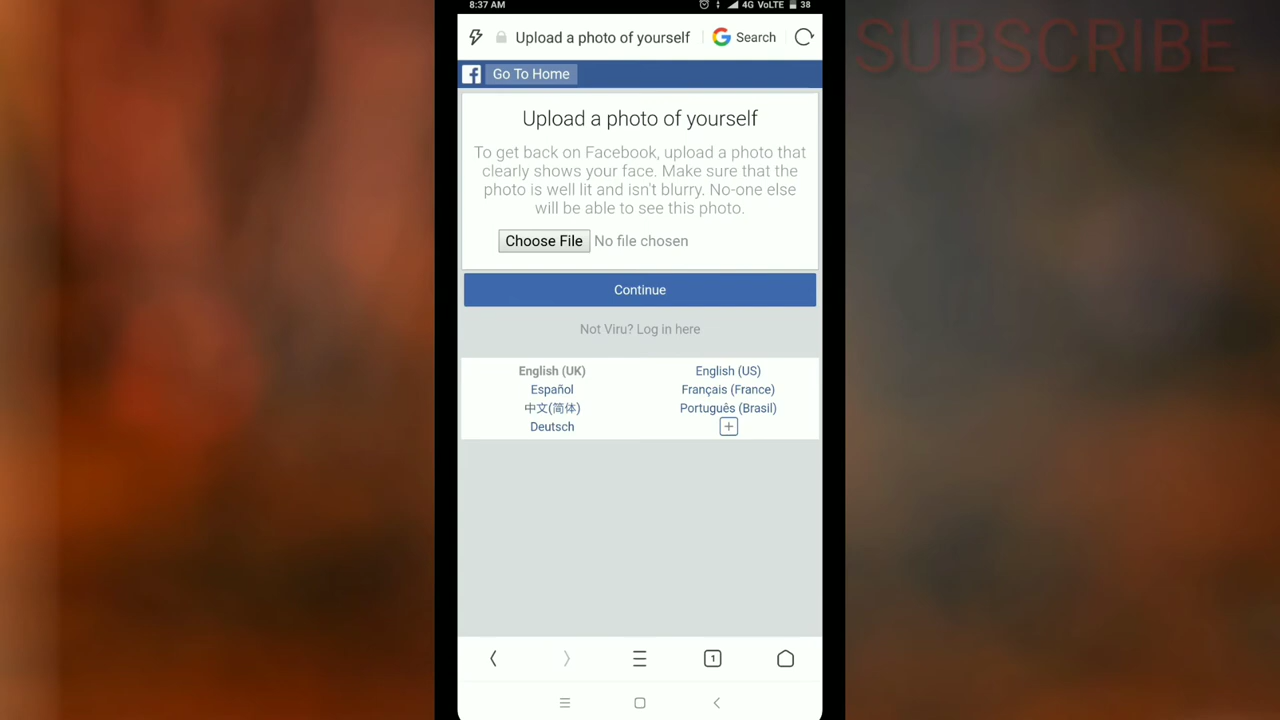 8:37 AM 4G VoLTE 38
Upload a photo of yourself Search
SUBSCRIBE
f Go To Home
Upload a photo of yourself
To get back on Facebook, upload a photo that
clearly shows your face. Make sure that the
photo is well lit and isn't blurry. No-one else
will be able to see this photo.
Choose File No file chosen
Continue
Not Viru? Log in here
English (UK) English (US)
Español Français (France)
中文(简体) Português (Brasil)
Deutsch +
1